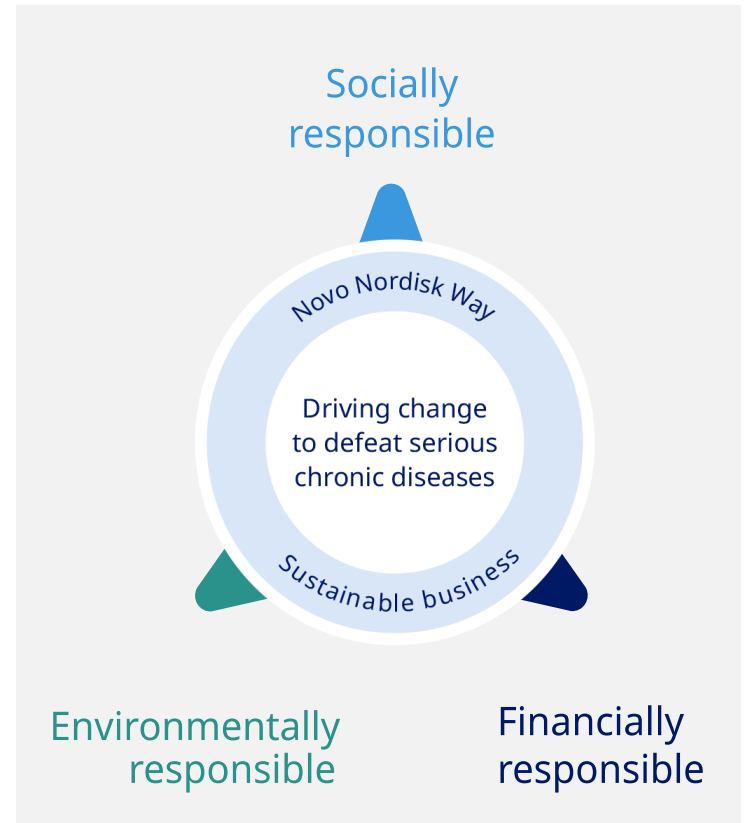 Socially
responsible
Novo Nordisk Way
Driving change
to defeat serious
chronic diseases
Sustainable business
Environmentally
responsible
Financially
responsible